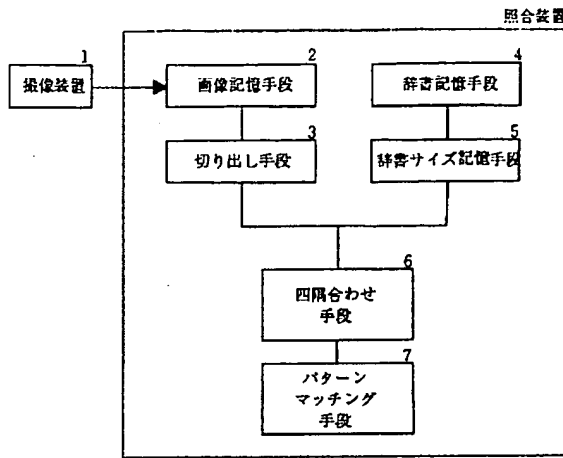 照合装置
1
撮像装置
2
画像記憶手段
4
辞書記憶手段
3
切り出し手段
5
辞書サイズ記憶手段
6
四隅合わせ
手段
7
パターン
マッチング
手段